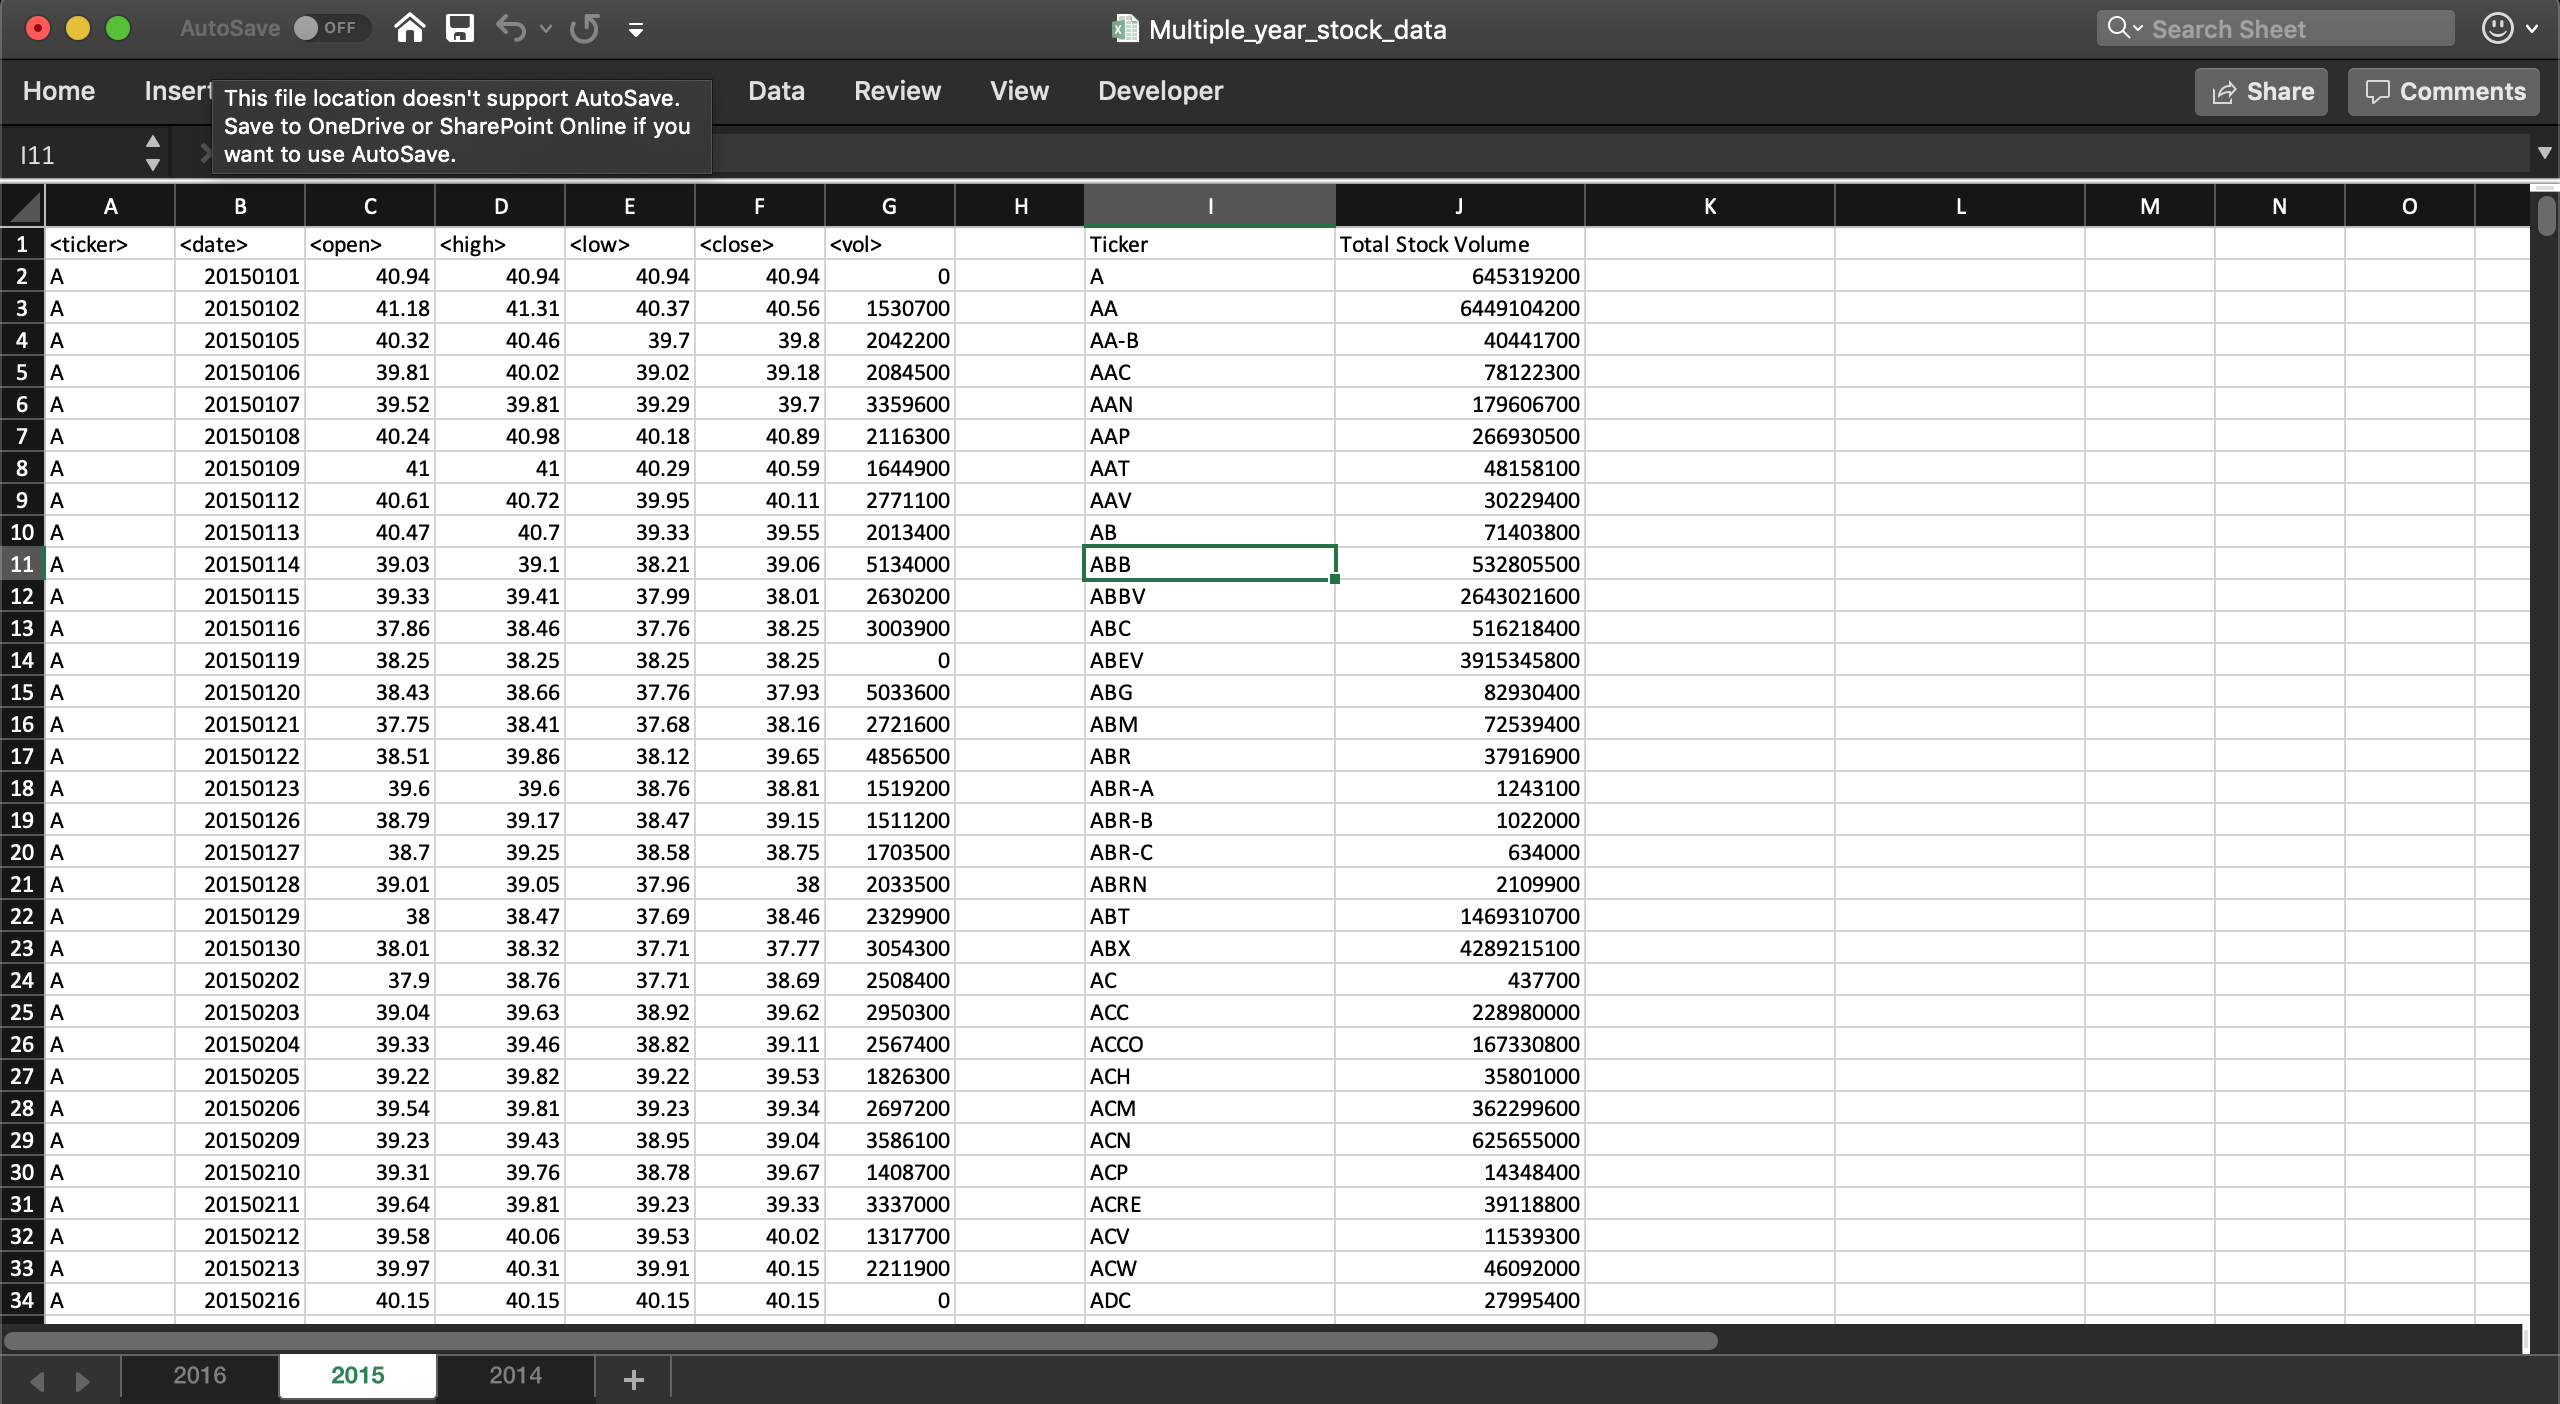 AutoSave OFF Multiple_year_stock_data Search Sheet
Home Insert Data Review View Developer Share Comments
This file location doesn't support AutoSave.
Save to OneDrive or SharePoint Online if you
want to use AutoSave.
I11
A B C D E F G H I J K L M N O
1 <ticker> <date> <open> <high> <low> <close> <vol> Ticker Total Stock Volume
2 A 20150101 40.94 40.94 40.94 40.94 0 A 645319200
3 A 20150102 41.18 41.31 40.37 40.56 1530700 AA 6449104200
4 A 20150105 40.32 40.46 39.7 39.8 2042200 AA-B 40441700
5 A 20150106 39.81 40.02 39.02 39.18 2084500 AAC 78122300
6 A 20150107 39.52 39.81 39.29 39.7 3359600 AAN 179606700
7 A 20150108 40.24 40.98 40.18 40.89 2116300 AAP 266930500
8 A 20150109 41 41 40.29 40.59 1644900 AAT 48158100
9 A 20150112 40.61 40.72 39.95 40.11 2771100 AAV 30229400
10 A 20150113 40.47 40.7 39.33 39.55 2013400 AB 71403800
11 A 20150114 39.03 39.1 38.21 39.06 5134000 ABB 532805500
12 A 20150115 39.33 39.41 37.99 38.01 2630200 ABBV 2643021600
13 A 20150116 37.86 38.46 37.76 38.25 3003900 ABC 516218400
14 A 20150119 38.25 38.25 38.25 38.25 0 ABEV 3915345800
15 A 20150120 38.43 38.66 37.76 37.93 5033600 ABG 82930400
16 A 20150121 37.75 38.41 37.68 38.16 2721600 ABM 72539400
17 A 20150122 38.51 39.86 38.12 39.65 4856500 ABR 37916900
18 A 20150123 39.6 39.6 38.76 38.81 1519200 ABR-A 1243100
19 A 20150126 38.79 39.17 38.47 39.15 1511200 ABR-B 1022000
20 A 20150127 38.7 39.25 38.58 38.75 1703500 ABR-C 634000
21 A 20150128 39.01 39.05 37.96 38 2033500 ABRN 2109900
22 A 20150129 38 38.47 37.69 38.46 2329900 ABT 1469310700
23 A 20150130 38.01 38.32 37.71 37.77 3054300 ABX 4289215100
24 A 20150202 37.9 38.76 37.71 38.69 2508400 AC 437700
25 A 20150203 39.04 39.63 38.92 39.62 2950300 ACC 228980000
26 A 20150204 39.33 39.46 38.82 39.11 2567400 ACCO 167330800
27 A 20150205 39.22 39.82 39.22 39.53 1826300 ACH 35801000
28 A 20150206 39.54 39.81 39.23 39.34 2697200 ACM 362299600
29 A 20150209 39.23 39.43 38.95 39.04 3586100 ACN 625655000
30 A 20150210 39.31 39.76 38.78 39.67 1408700 ACP 14348400
31 A 20150211 39.64 39.81 39.23 39.33 3337000 ACRE 39118800
32 A 20150212 39.58 40.06 39.53 40.02 1317700 ACV 11539300
33 A 20150213 39.97 40.31 39.91 40.15 2211900 ACW 46092000
34 A 20150216 40.15 40.15 40.15 40.15 0 ADC 27995400
2016 2015 2014 +